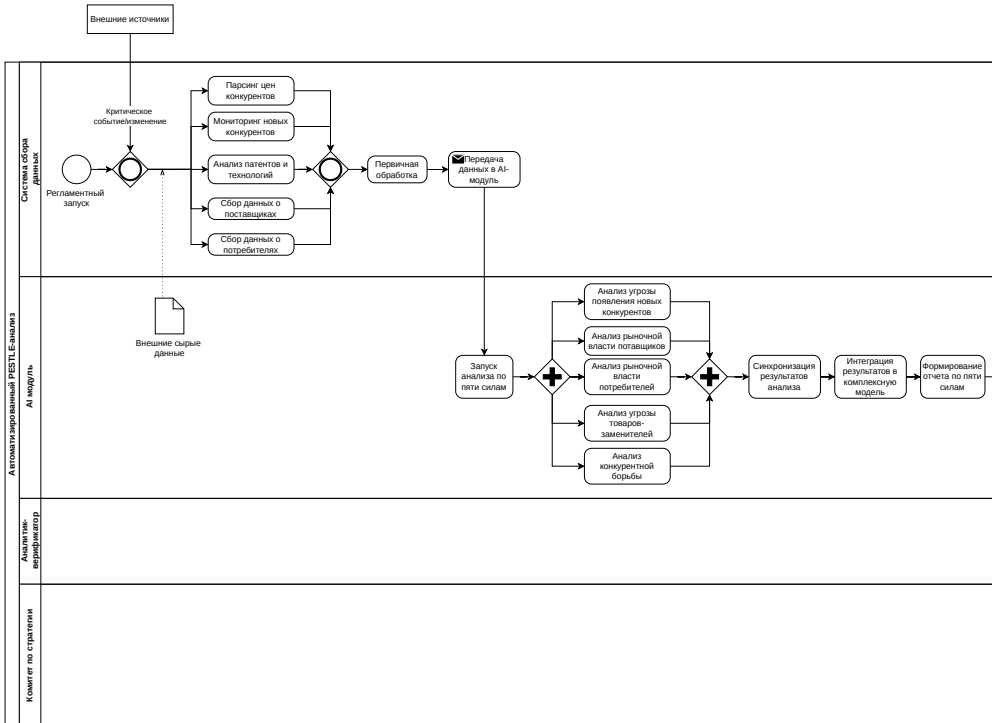 Внешние источники
Автоматизированный PESTLE-анализ
Система сбора
данных
Критическое
событие/изменение
Регламентный
запуск
Парсинг цен
конкурентов
Мониторинг новых
конкурентов
Анализ патентов и
технологий
Сбор данных о
поставщиках
Сбор данных о
потребителях
Первичная
обработка
Передача
данных в AI-
модуль
Внешние сырые
данные
AI модуль
Запуск
анализа по
пяти силам
Анализ угрозы
появления новых
конкурентов
Анализ рыночной
власти потавщиков
Анализ рыночной
власти
потребителей
Анализ угрозы
товаров-
заменителей
Анализ
конкурентной
борьбы
Синхронизация
результатов
анализа
Интеграция
результатов в
комплексную
модель
Формирование
отчета по пяти
силам
Аналитик-
верификатор
Комитет по стратегии